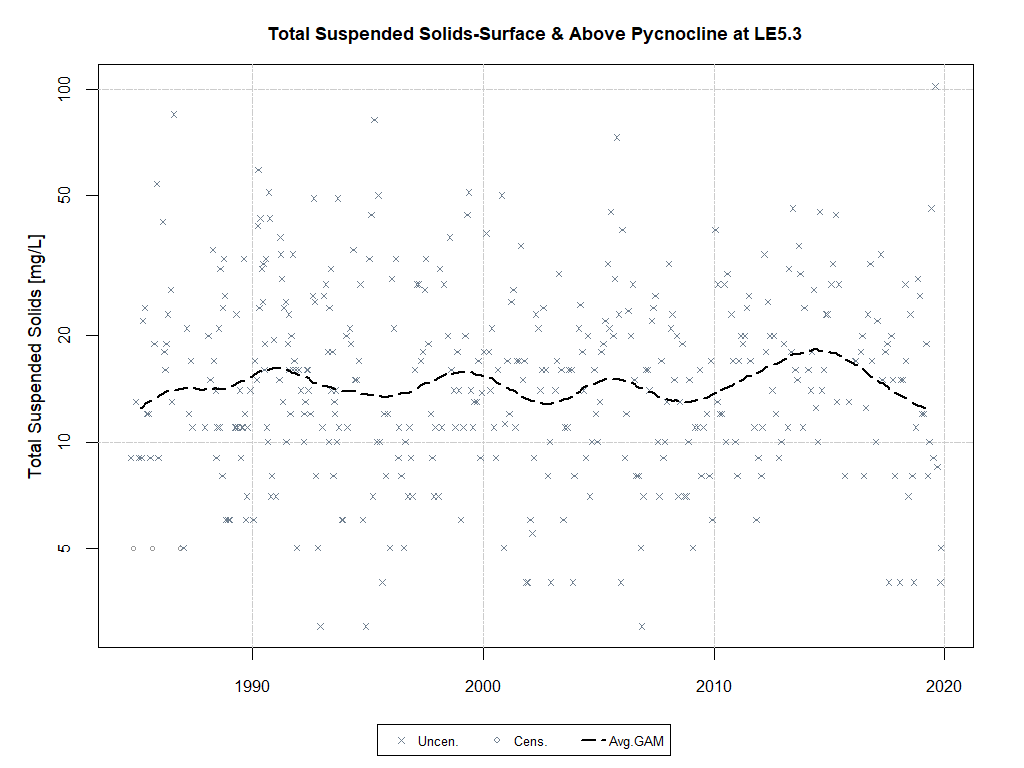 Total Suspended Solids-Surface & Above Pycnocline at LE5.3
Total Suspended Solids [mg/L]
100
50
20
10
5
1990 2000 2010 2020
Uncen. Cens. Avg.GAM